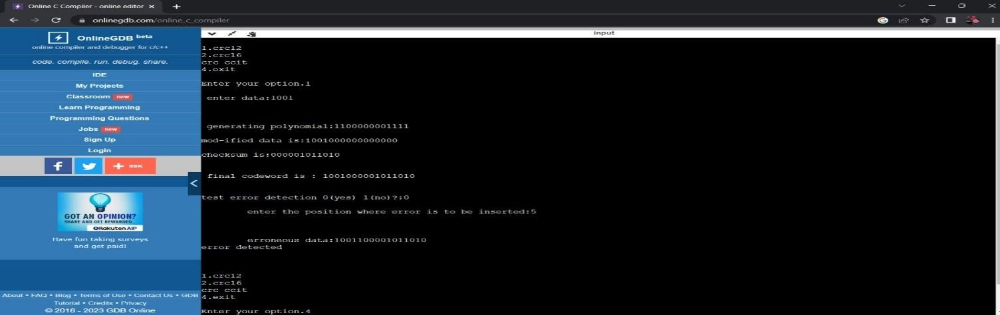 Online C Compiler - online editor
onlinegdb.com/online_c_compiler
OnlineGDB beta
online compiler and debugger for c/c++
code. compile. run. debug. share.
IDE
My Projects
Classroom new
Learn Programming
Programming Questions
Jobs new
Sign Up
Login
f + 99K
GOT AN OPINION?
SHARE AND GET REWARDED.
Rakuten AIP
Have fun taking surveys
and get paid!
About • FAQ • Blog • Terms of Use • Contact Us • GDB
Tutorial • Credits • Privacy
© 2016 - 2023 GDB Online
input
1.crc12
2.crc16
crc ccit
4.exit
Enter your option.1
enter data:1001
generating polynomial:1100000001111
mod-ified data is:1001000000000000
checksum is:000001011010
final codeword is : 1001000001011010
test error detection 0(yes) 1(no)?:0
enter the position where error is to be inserted:5
erroneous data:1001100001011010
error detected
1.crc12
2.crc16
crc ccit
4.exit
Enter your option.4